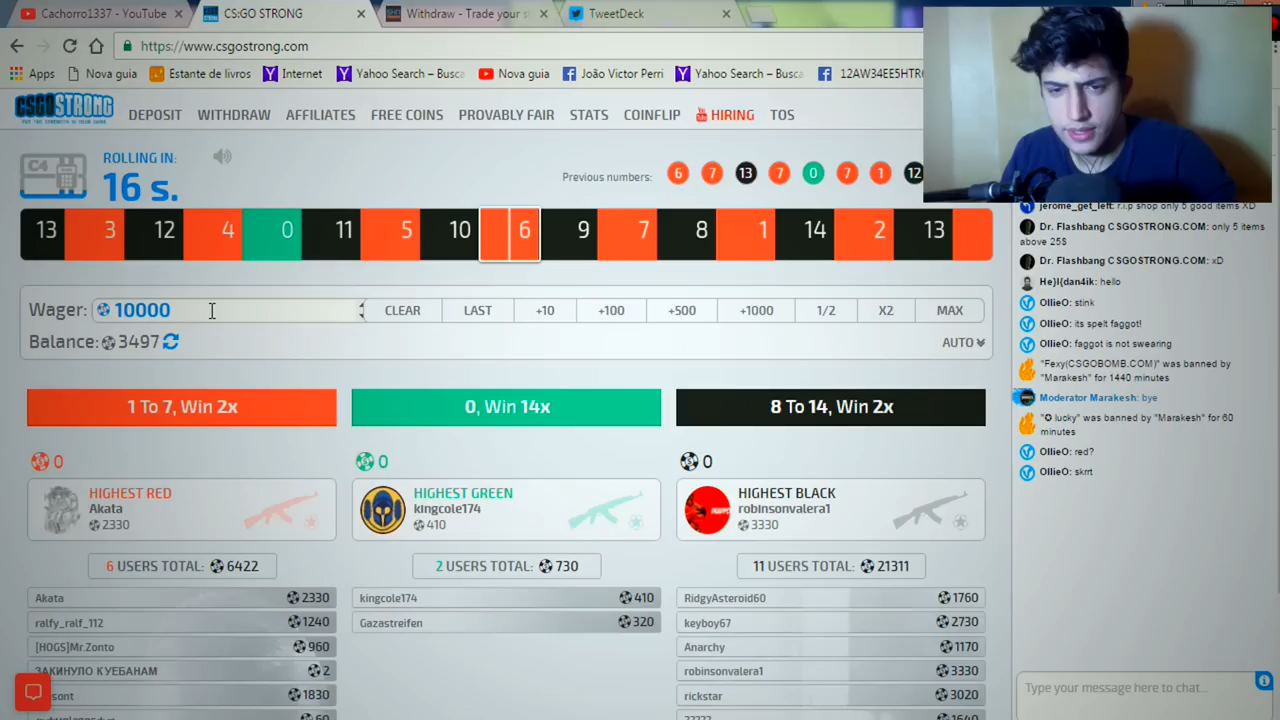 Cachorro1337 - YouTube
CS:GO STRONG
Withdraw - Trade your s
TweetDeck
https://www.csgostrong.com
Apps
Nova guia
Estante de livros
Internet
Yahoo Search – Busca
Nova guia
João Victor Perri
Yahoo Search – Busca
12AW34EE5HTR
CSGOSTRONG
DEPOSIT
WITHDRAW
AFFILIATES
FREE COINS
PROVABLY FAIR
STATS
COINFLIP
HIRING
TOS
ROLLING IN:
16 s.
C4
Previous numbers:
6 7 13 7 0 7 1 12
13 3 12 4 0 11 5 10 6 9 7 8 1 14 2 13
Wager: 10000
CLEAR
LAST
+10
+100
+500
+1000
1/2
X2
MAX
Balance: 3497
AUTO
1 To 7, Win 2x
0, Win 14x
8 To 14, Win 2x
0
0
0
HIGHEST RED
Akata
2330
HIGHEST GREEN
kingcole174
410
HIGHEST BLACK
robinsonvalera1
3330
6 USERS TOTAL: 6422
2 USERS TOTAL: 730
11 USERS TOTAL: 21311
Akata 2330
ralfy_ralf_112 1240
[HOGS]Mr.Zonto 960
ЗАКИНУЛО КУЕБАНАМ 2
sont 1830
60
kingcole174 410
Gazastreifen 320
RidgyAsteroid60 1760
keyboy67 2730
Anarchy 1170
robinsonvalera1 3330
rickstar 3020
1640
jerome_get_left: r.i.p shop only 5 good items XD
Dr. Flashbang CSGOSTRONG.COM: only 5 items
above 25$
Dr. Flashbang CSGOSTRONG.COM: xD
He}l{dan4ik: hello
OllieO: stink
OllieO: its spelt faggot!
OllieO: faggot is not swearing
"Fexy(CSGOBOMB.COM)" was banned by
"Marakesh" for 1440 minutes
Moderator Marakesh: bye
"✪ lucky" was banned by "Marakesh" for 60
minutes
OllieO: red?
OllieO: skrrt
Type your message here to chat...